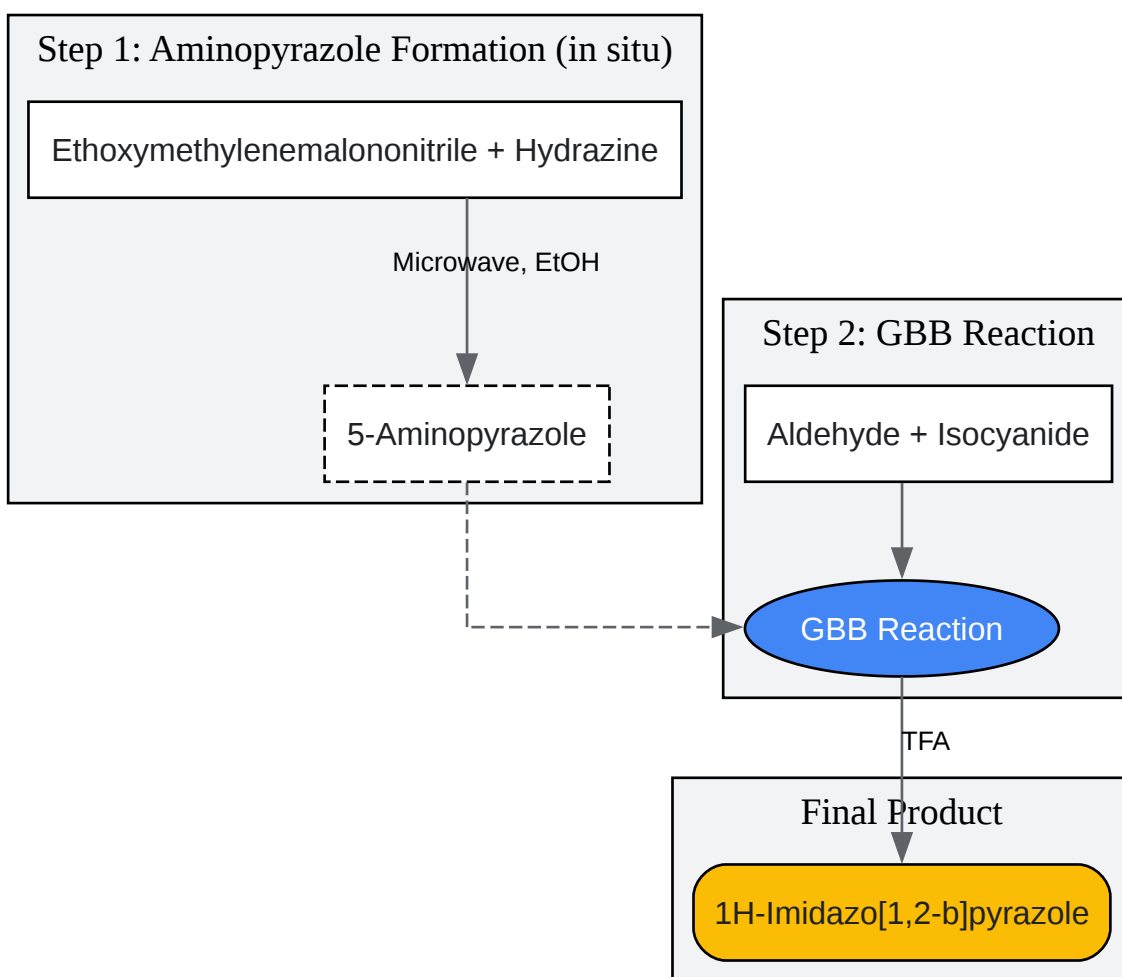 Step 1: Aminopyrazole Formation (in situ)
Ethoxymethylenemalononitrile + Hydrazine
Microwave, EtOH
5-Aminopyrazole
Step 2: GBB Reaction
Aldehyde + Isocyanide
GBB Reaction
TFA
Final Product
1H-Imidazo[1,2-b]pyrazole